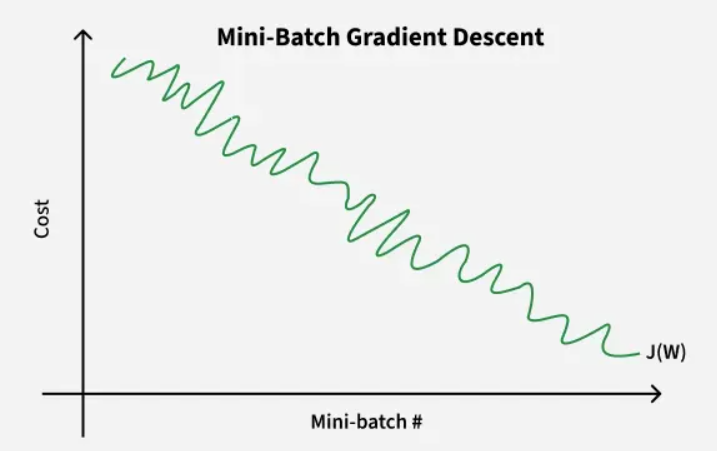 Mini-Batch Gradient Descent
Cost
J(W)
Mini-batch #